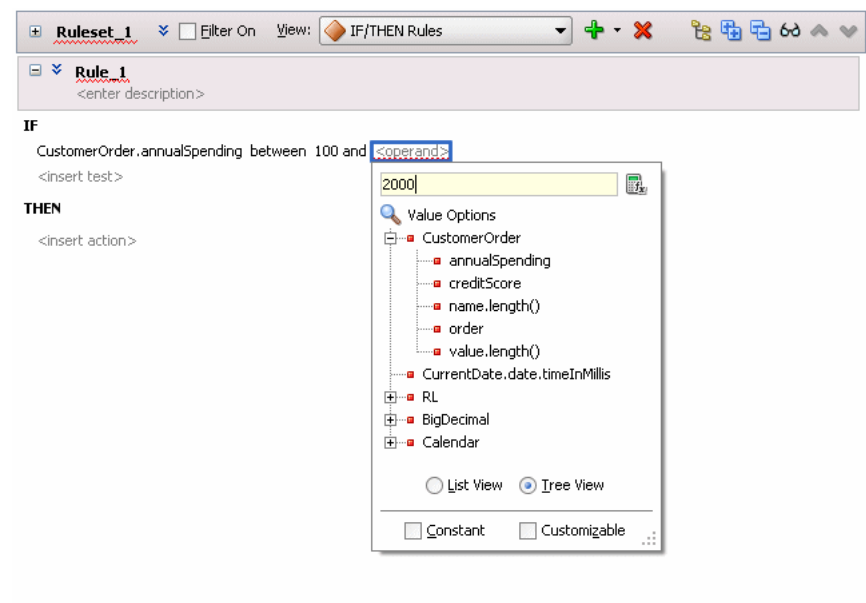 Ruleset_1 Filter On View: IF/THEN Rules
Rule_1
<enter description>
IF
CustomerOrder.annualSpending between 100 and <operand>
<insert test>
2000
THEN
Value Options
<insert action>
CustomerOrder
annualSpending
creditScore
name.length()
order
value.length()
CurrentDate.date.timeInMillis
RL
BigDecimal
Calendar
List View Tree View
Constant Customizable